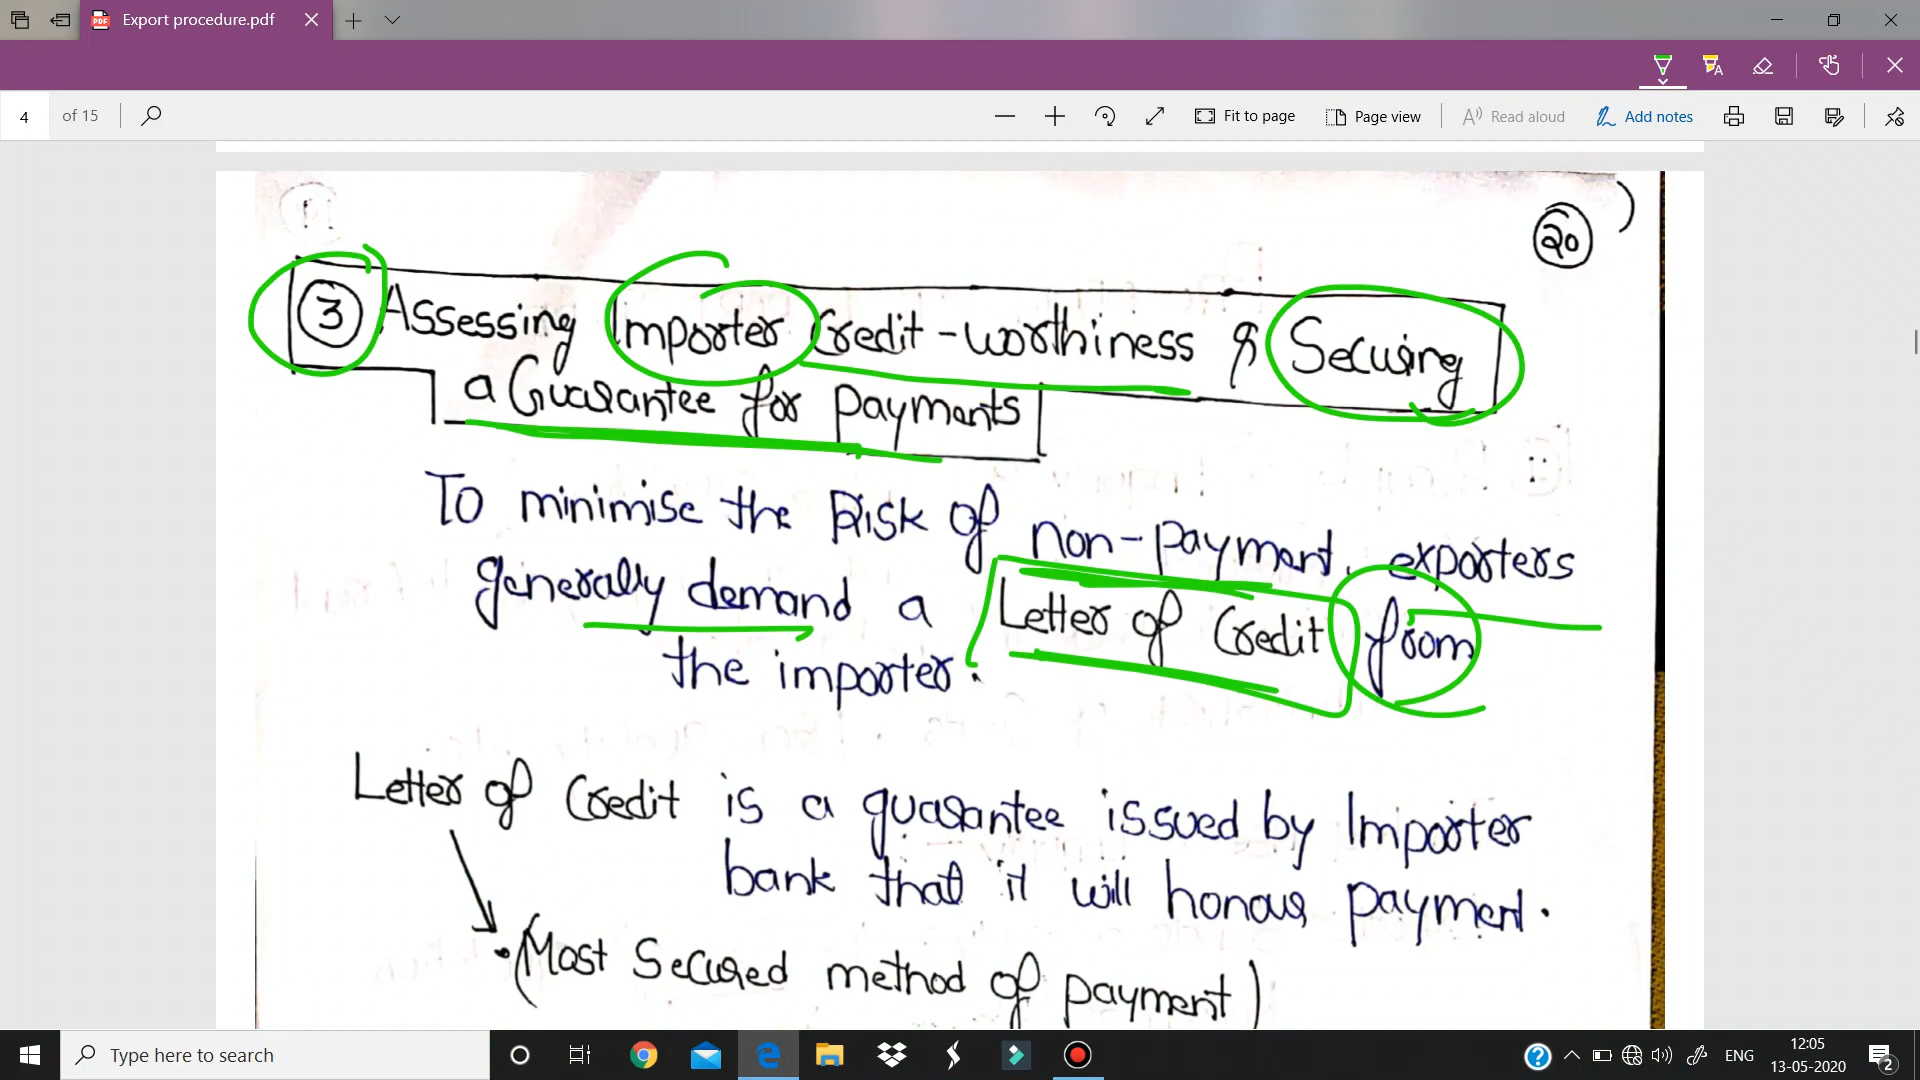 Export procedure.pdf
4 of 15
Fit to page
Page view
Read aloud
Add notes
20
3 Assessing Importer Credit-worthiness & Securing
a Guarantee for payments
To minimise the Risk of non-payment, exporters
generally demand a Letter of Credit from
the importer.
Letter of Credit is a guarantee issued by Importer
bank that it will honour payment.
(Most Secured method of payment)
Type here to search
ENG
12:05
13-05-2020
2